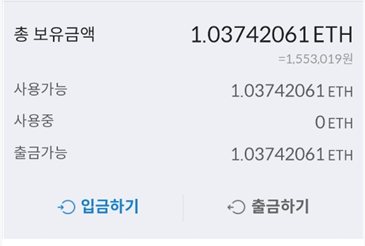 총 보유금액 1.03742061 ETH
=1,553,019원
사용가능 1.03742061 ETH
사용중 0 ETH
출금가능 1.03742061 ETH
입금하기 출금하기